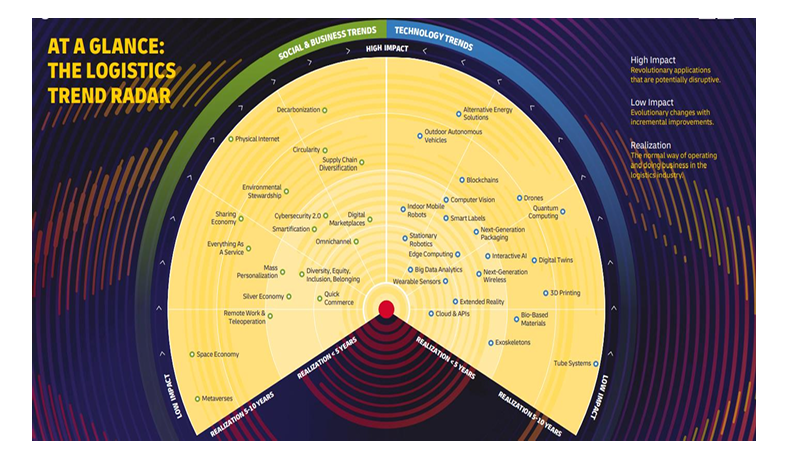 AT A GLANCE:
THE LOGISTICS
TREND RADAR
SOCIAL & BUSINESS TRENDS
TECHNOLOGY TRENDS
HIGH IMPACT
High Impact
Revolutionary applications
that are potentially disruptive.
Low Impact
Evolutionary changes with
incremental improvements.
Realization
The normal way of operating
and doing business in the
logistics industry.
Decarbonization
Physical Internet
Circularity
Supply Chain
Diversification
Environmental
Stewardship
Sharing
Economy
Cybersecurity 2.0
Digital
Marketplaces
Smartification
Omnichannel
Everything As
A Service
Mass
Personalization
Diversity, Equity,
Inclusion, Belonging
Silver Economy
Quick
Commerce
Remote Work &
Teleoperation
Space Economy
Metaverses
Alternative Energy
Solutions
Outdoor Autonomous
Vehicles
Blockchains
Computer Vision
Drones
Indoor Mobile
Robots
Smart Labels
Quantum
Computing
Next-Generation
Packaging
Stationary
Robotics
Edge Computing
Interactive AI
Digital Twins
Big Data Analytics
Next-Generation
Wireless
Wearable Sensors
3D Printing
Extended Reality
Cloud & APIs
Bio-Based
Materials
Exoskeletons
Tube Systems
LOW IMPACT
REALIZATION 5-10 YEARS
REALIZATION < 5 YEARS
REALIZATION < 5 YEARS
REALIZATION 5-10 YEARS
LOW IMPACT